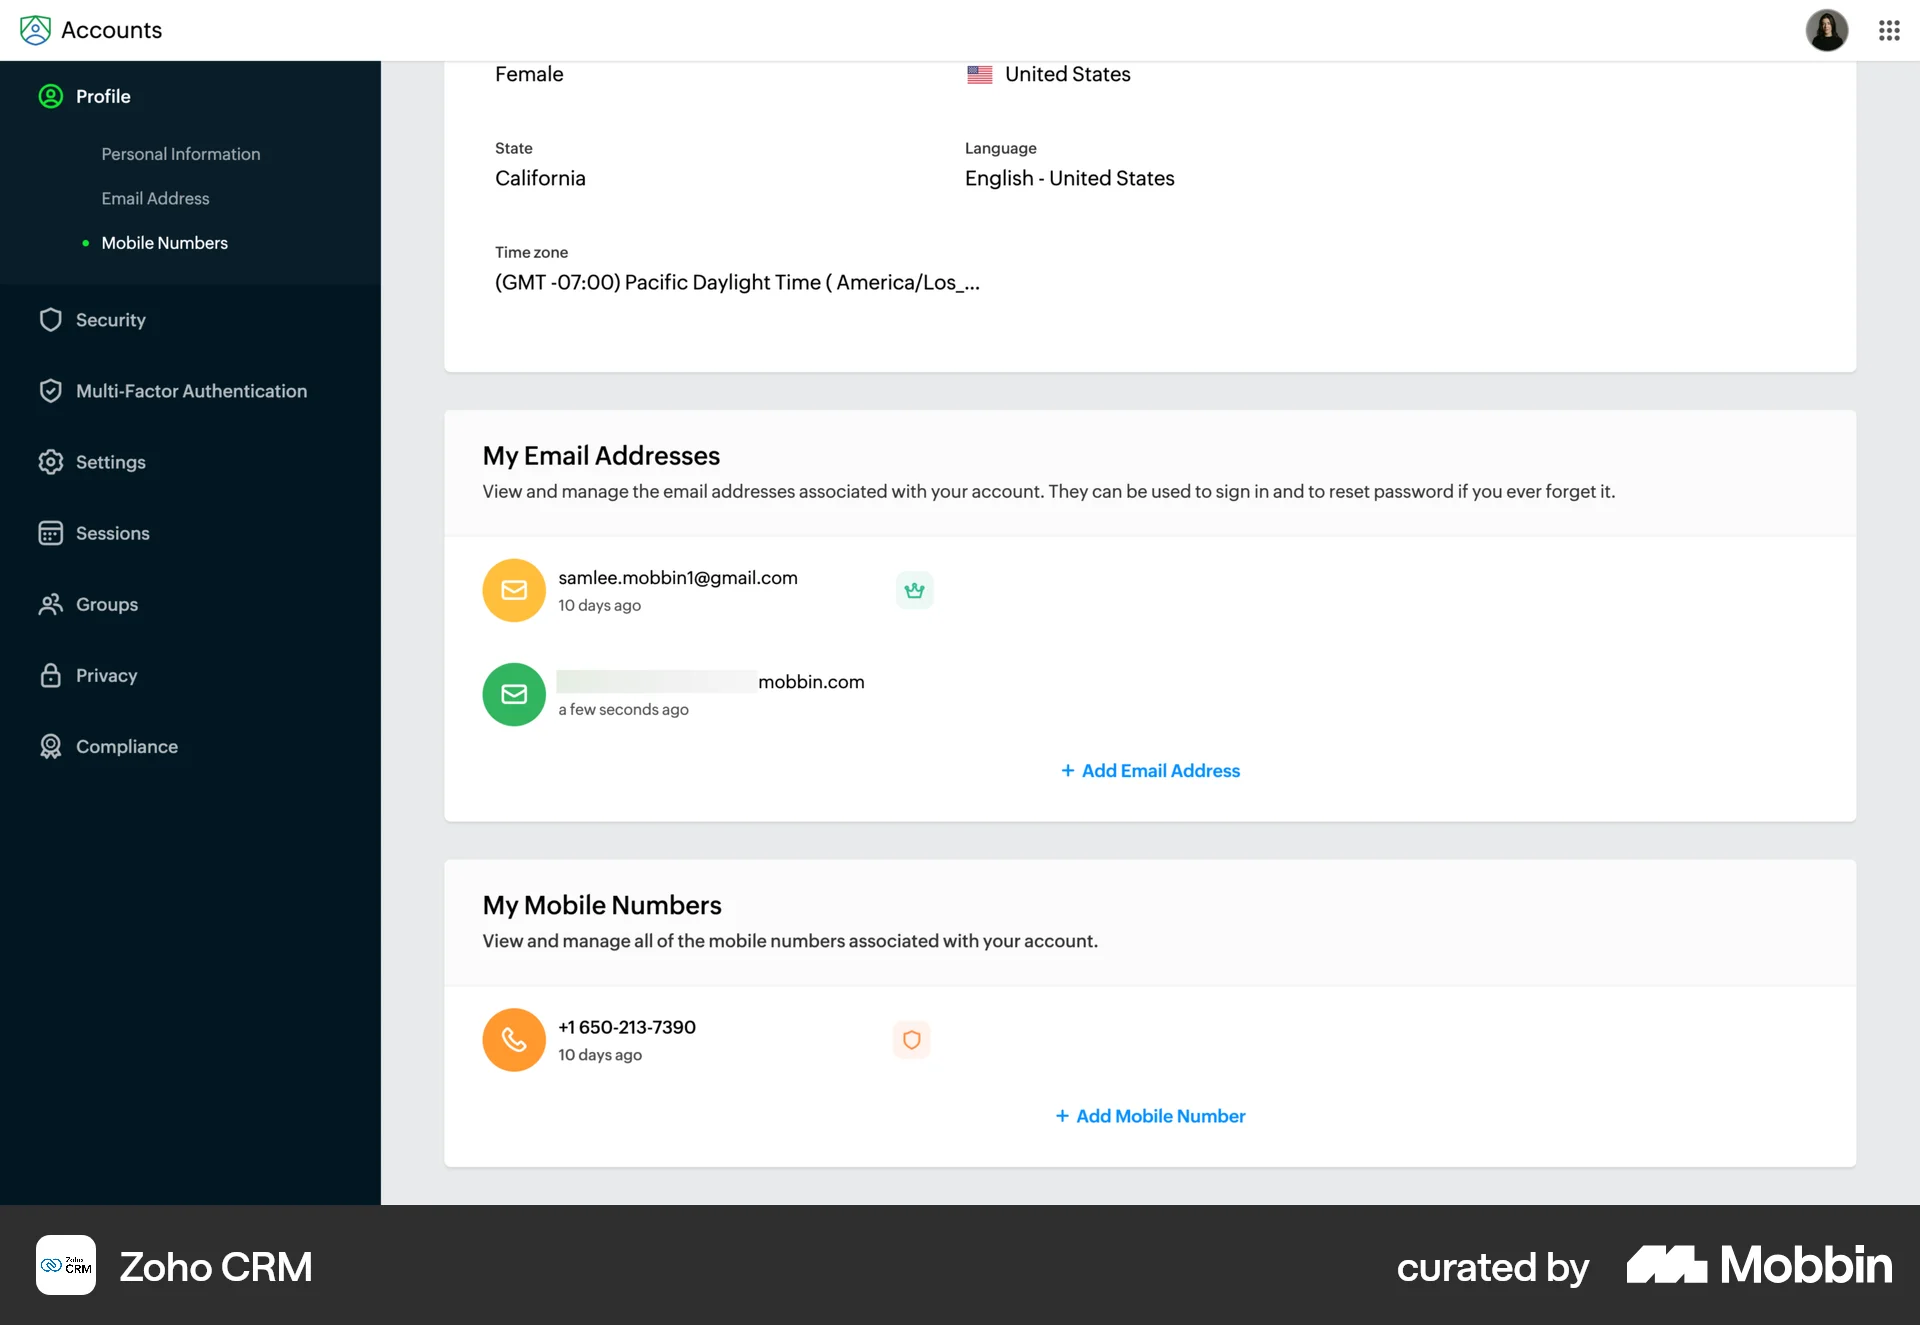 Accounts
Profile
Personal Information
Email Address
Mobile Numbers
Security
Multi-Factor Authentication
Settings
Sessions
Groups
Privacy
Compliance
Female
United States
State
California
Language
English - United States
Time zone
(GMT -07:00) Pacific Daylight Time ( America/Los_...
My Email Addresses
View and manage the email addresses associated with your account. They can be used to sign in and to reset password if you ever forget it.
samlee.mobbin1@gmail.com
10 days ago
mobbin.com
a few seconds ago
+ Add Email Address
My Mobile Numbers
View and manage all of the mobile numbers associated with your account.
+1 650-213-7390
10 days ago
+ Add Mobile Number
Zoho
CRM
Zoho CRM
curated by
Mobbin